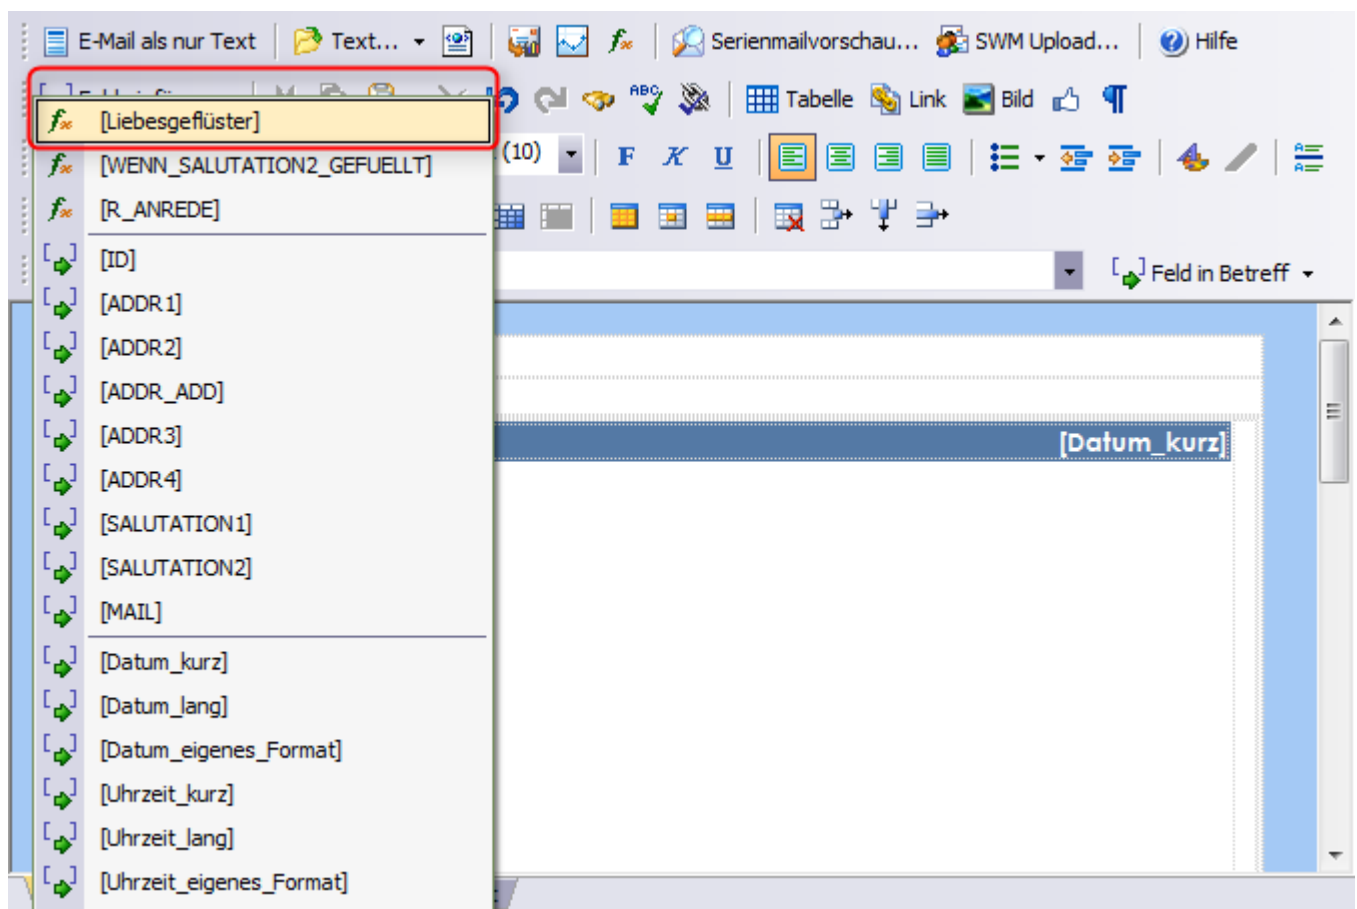 E-Mail als nur Text Text... Serienmailvorschau... SWM Upload... Hilfe
ABC Tabelle Link Bild
[Liebesgeflüster]
(10) F K U
[WENN_SALUTATION2_GEFUELLT]
[R_ANREDE]
[ID]
Feld in Betreff
[ADDR1]
[ADDR2]
[ADDR_ADD]
[ADDR3]
[Datum_kurz]
[ADDR4]
[SALUTATION1]
[SALUTATION2]
[MAIL]
[Datum_kurz]
[Datum_lang]
[Datum_eigenes_Format]
[Uhrzeit_kurz]
[Uhrzeit_lang]
[Uhrzeit_eigenes_Format]